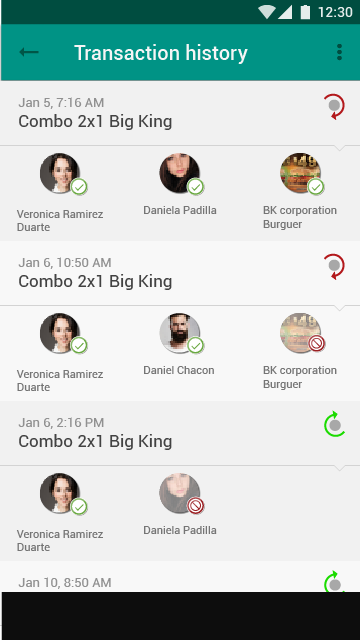 12:30
Transaction history
Jan 5, 7:16 AM
Combo 2x1 Big King
Veronica Ramirez
Duarte
Daniela Padilla
BK corporation
Burguer
Jan 6, 10:50 AM
Combo 2x1 Big King
Veronica Ramirez
Duarte
Daniel Chacon
BK corporation
Burguer
Jan 6, 2:16 PM
Combo 2x1 Big King
Veronica Ramirez
Duarte
Daniela Padilla
Jan 10, 8:50 AM